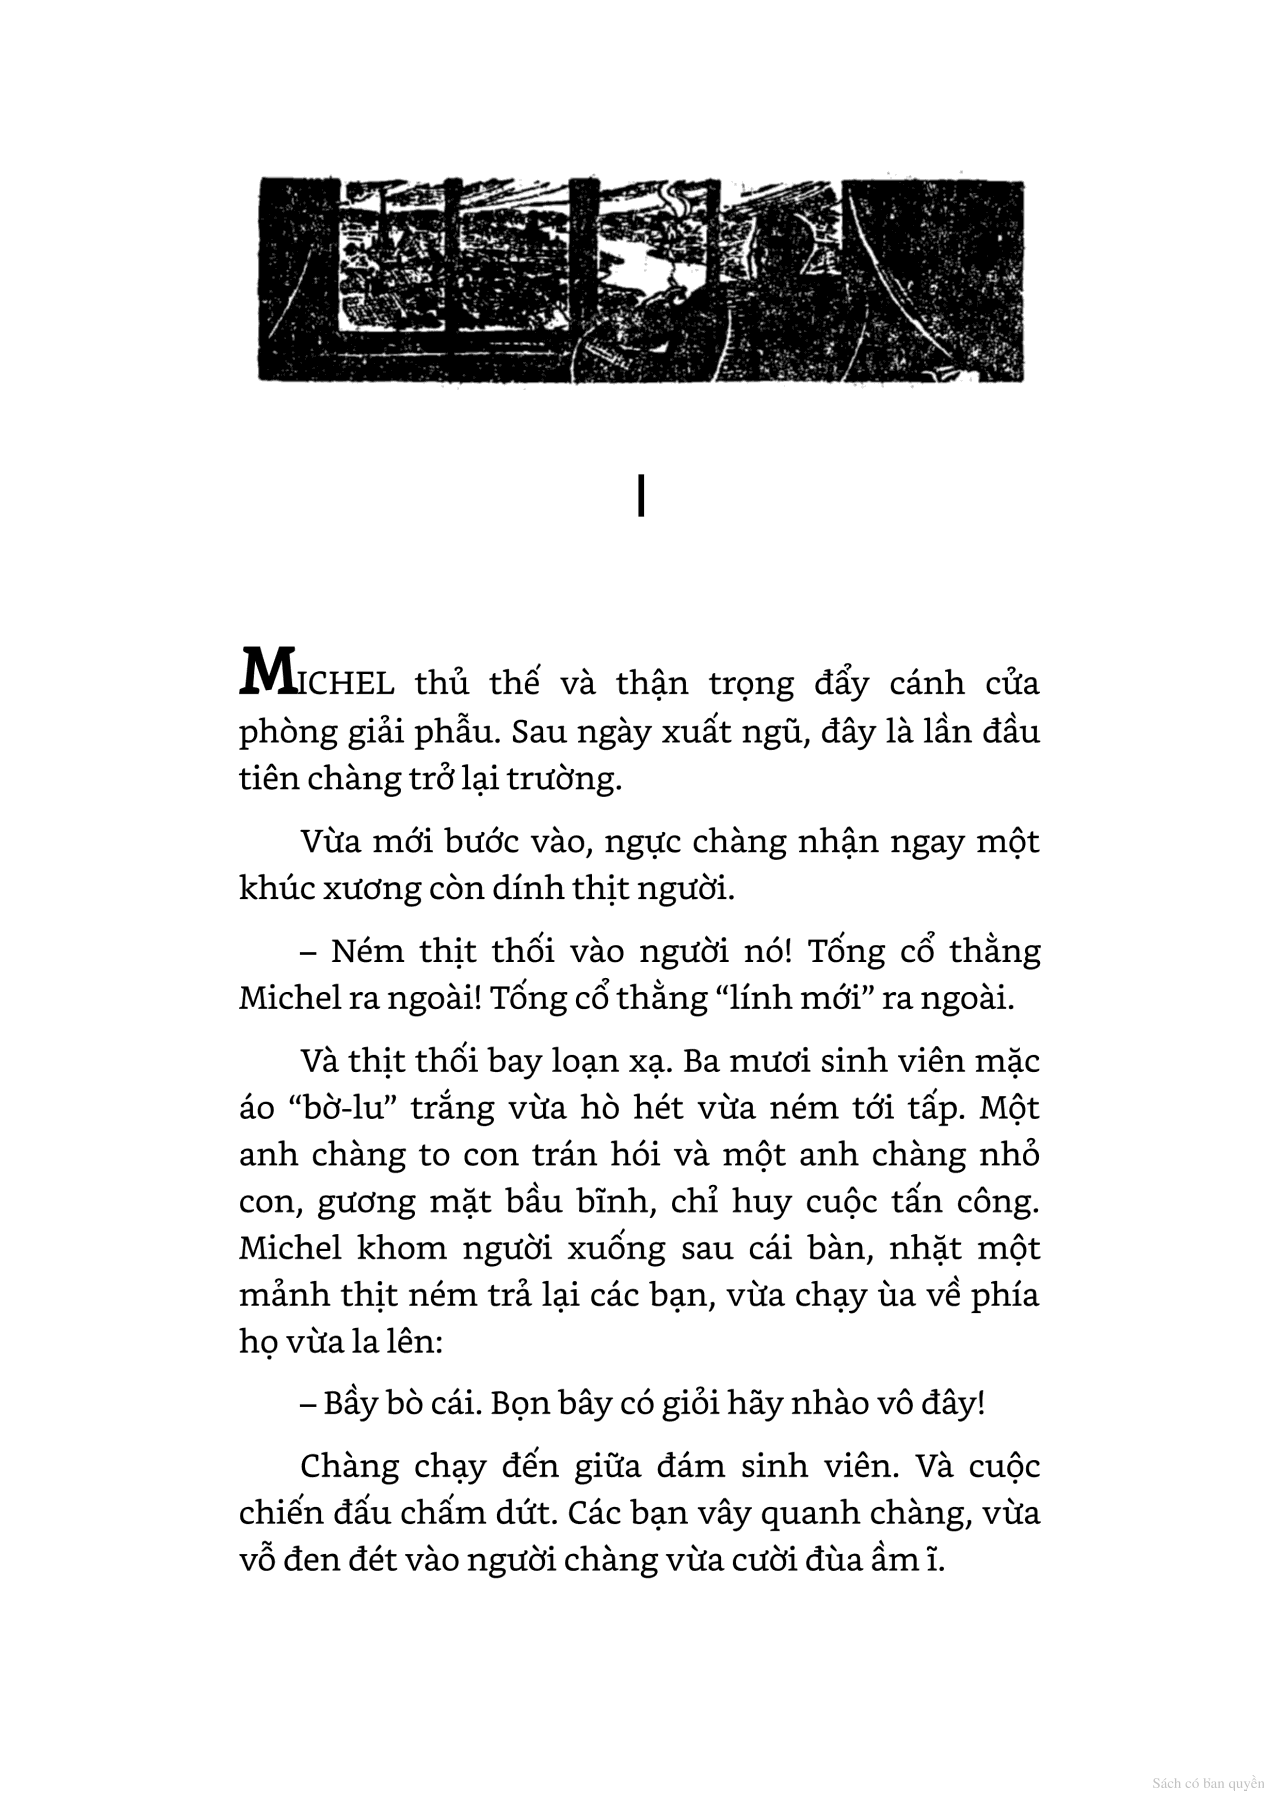 I
MICHEL thủ thế và thận trọng đẩy cánh cửa
phòng giải phẫu. Sau ngày xuất ngũ, đây là lần đầu
tiên chàng trở lại trường.
Vừa mới bước vào, ngực chàng nhận ngay một
khúc xương còn dính thịt người.
– Ném thịt thối vào người nó! Tống cổ thằng
Michel ra ngoài! Tống cổ thằng “lính mới” ra ngoài.
Và thịt thối bay loạn xạ. Ba mươi sinh viên mặc
áo “bờ-lu” trắng vừa hò hét vừa ném tới tấp. Một
anh chàng to con trán hói và một anh chàng nhỏ
con, gương mặt bầu bĩnh, chỉ huy cuộc tấn công.
Michel khom người xuống sau cái bàn, nhặt một
mảnh thịt ném trả lại các bạn, vừa chạy ùa về phía
họ vừa la lên:
– Bầy bò cái. Bọn bây có giỏi hãy nhào vô đây!
Chàng chạy đến giữa đám sinh viên. Và cuộc
chiến đấu chấm dứt. Các bạn vây quanh chàng, vừa
vỗ đen đét vào người chàng vừa cười đùa ầm ĩ.
Sách có bản quyền